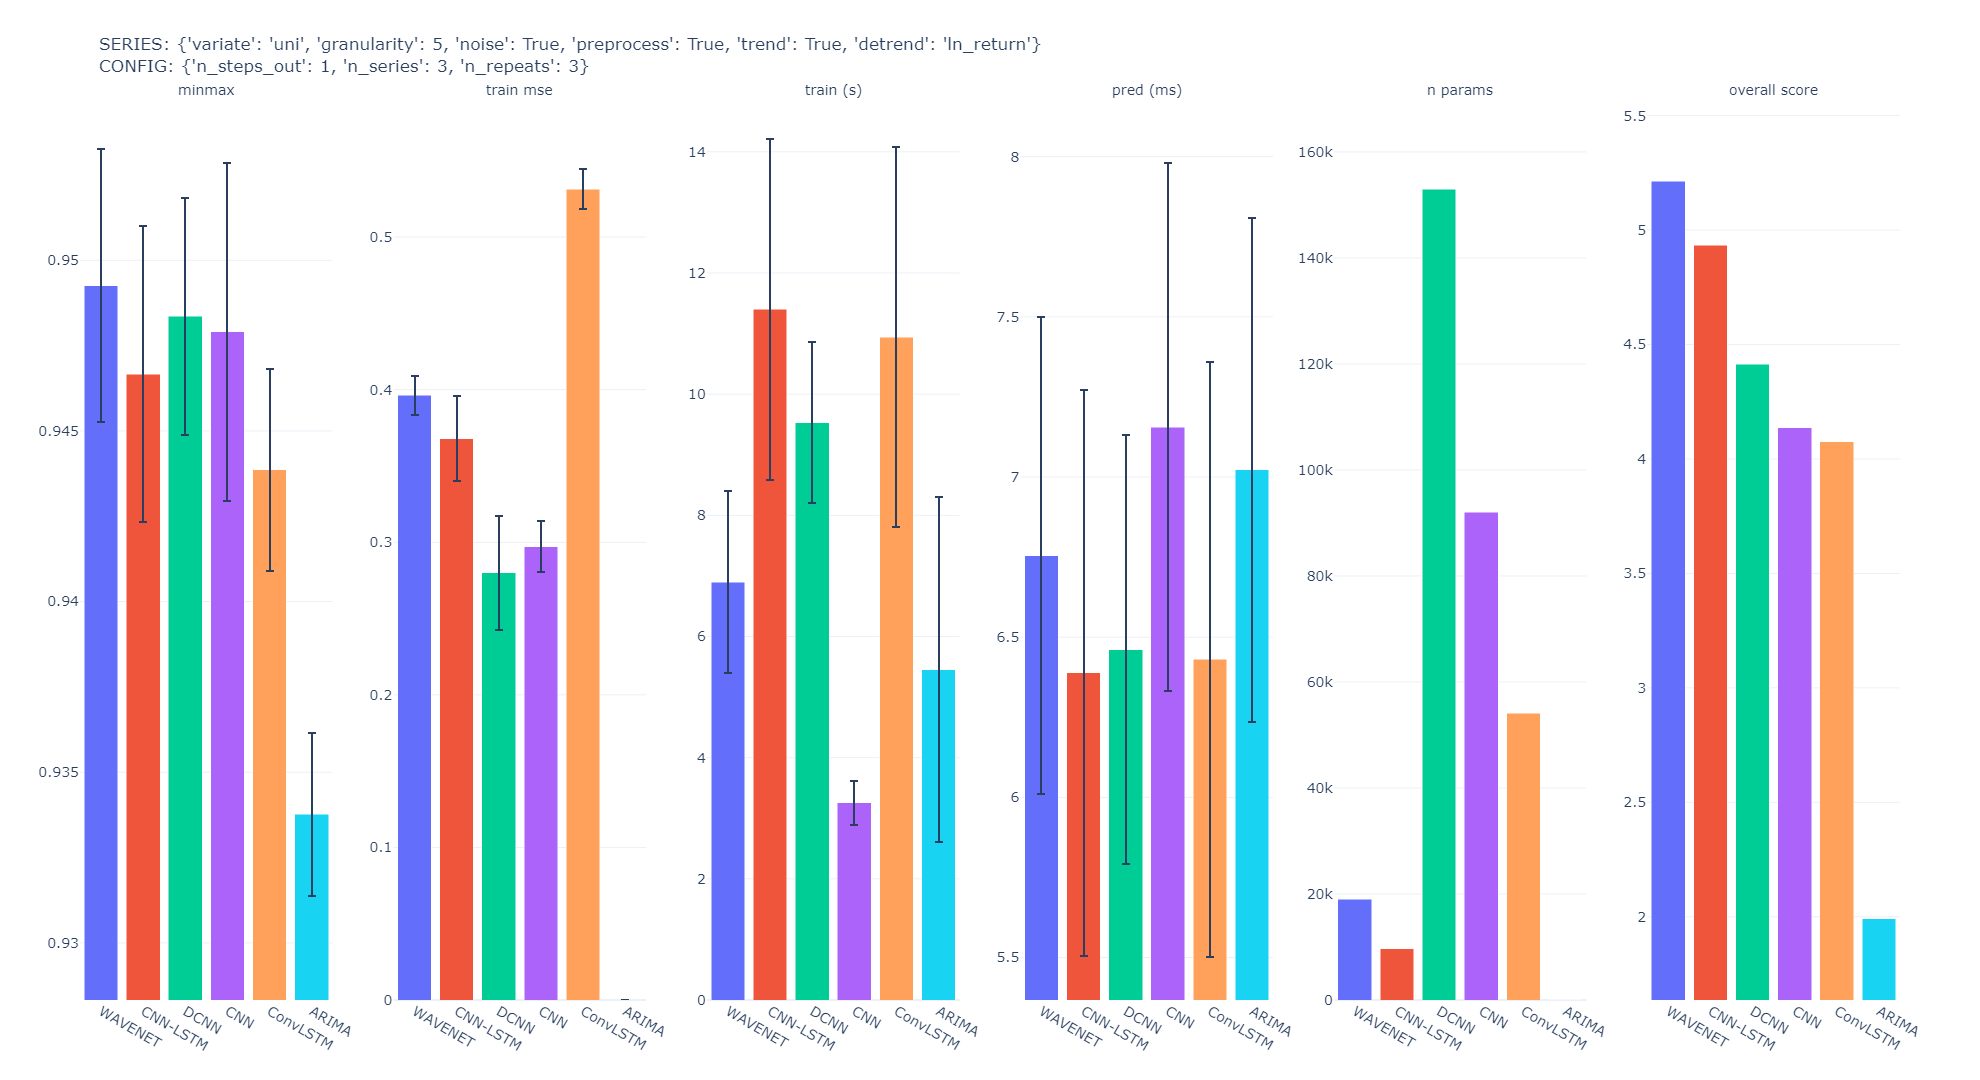 SERIES: {'variate': 'uni', 'granularity': 5, 'noise': True, 'preprocess': True, 'trend': True, 'detrend': 'ln_return'}
CONFIG: {'n_steps_out': 1, 'n_series': 3, 'n_repeats': 3}
minmax
0.95
0.945
0.94
0.935
0.93
WAVENET
CNN-LSTM
DCNN
CNN
ConvLSTM
ARIMA
train mse
0.5
0.4
0.3
0.2
0.1
0
WAVENET
CNN-LSTM
DCNN
CNN
ConvLSTM
ARIMA
train (s)
14
12
10
8
6
4
2
0
WAVENET
CNN-LSTM
DCNN
CNN
ConvLSTM
ARIMA
pred (ms)
8
7.5
7
6.5
6
5.5
WAVENET
CNN-LSTM
DCNN
CNN
ConvLSTM
ARIMA
n params
160k
140k
120k
100k
80k
60k
40k
20k
0
WAVENET
CNN-LSTM
DCNN
CNN
ConvLSTM
ARIMA
overall score
5.5
5
4.5
4
3.5
3
2.5
2
WAVENET
CNN-LSTM
DCNN
CNN
ConvLSTM
ARIMA